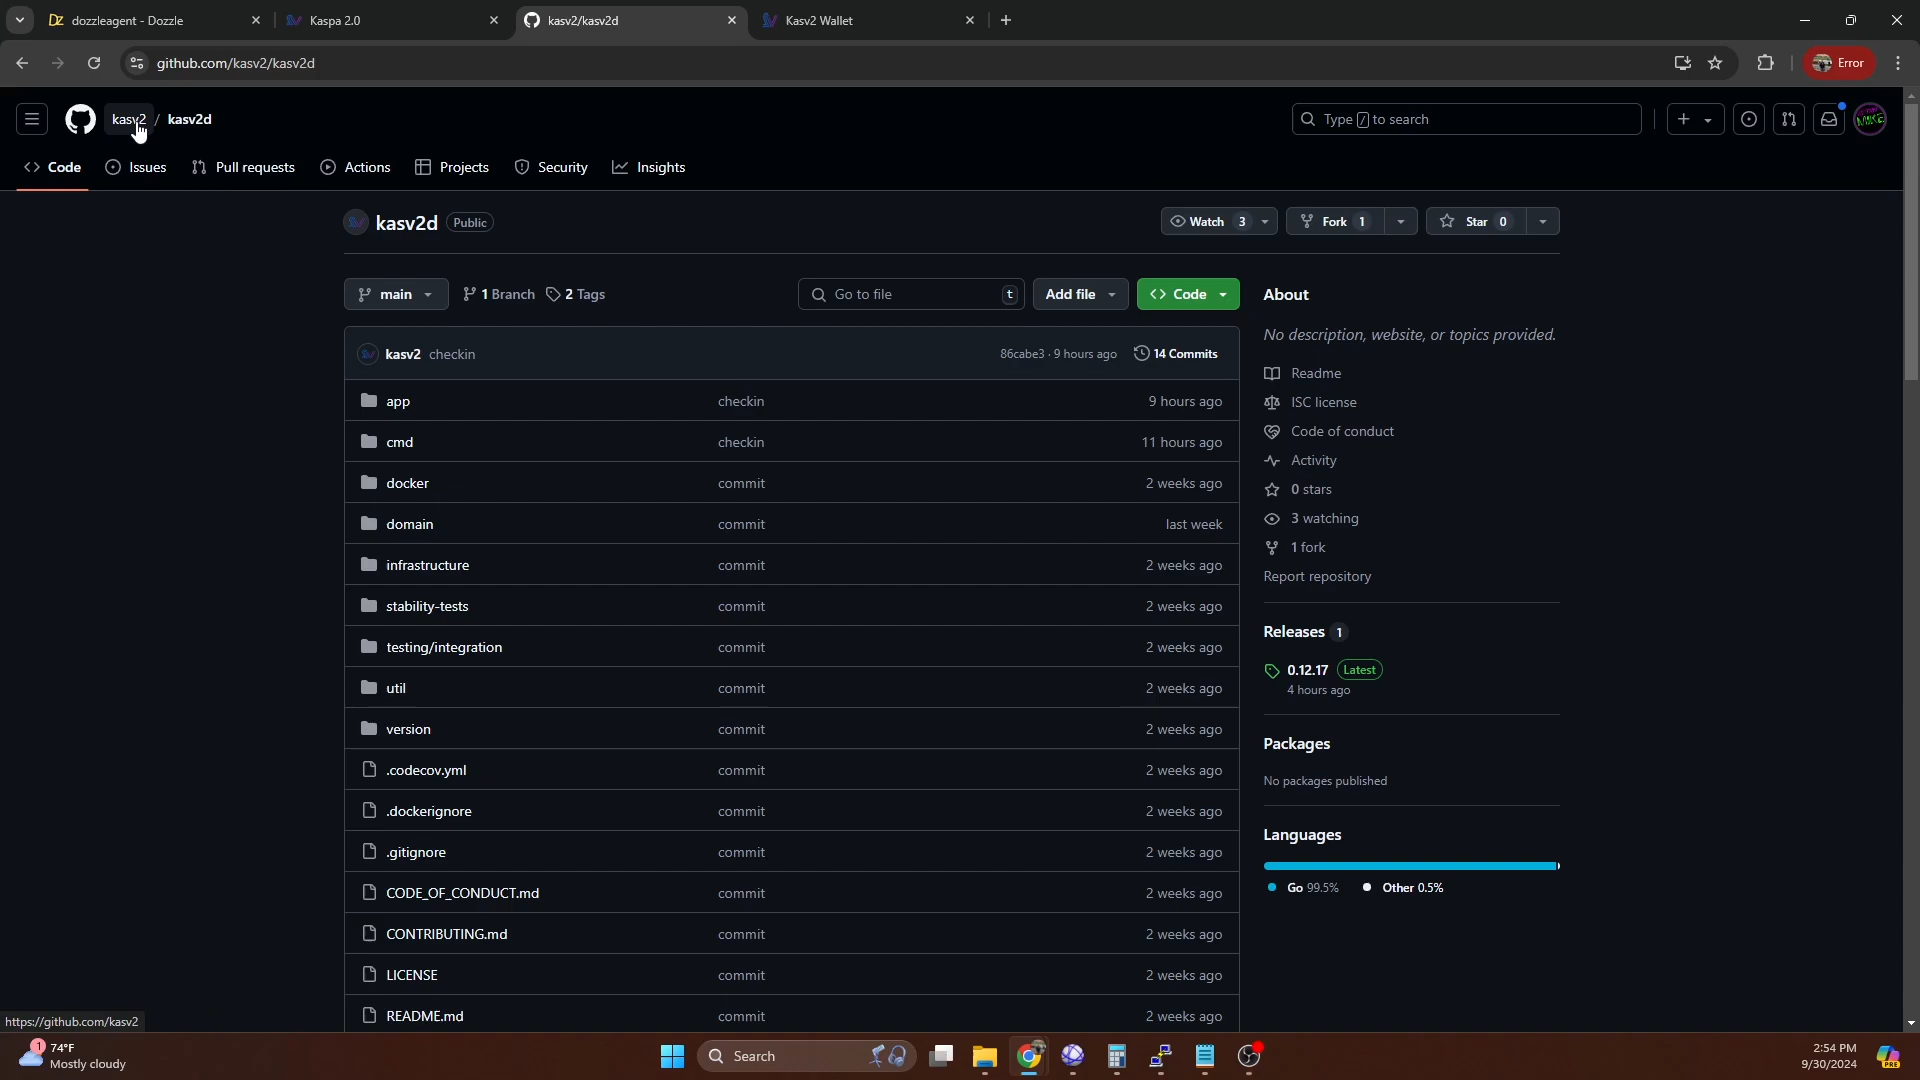 dozzleagent - Dozzle
Kaspa 2.0
kasv2/kasv2d
Kasv2 Wallet
github.com/kasv2/kasv2d
Error
kasv2 / kasv2d
Type / to search
Code Issues Pull requests Actions Projects Security Insights
kasv2d Public
Watch 3 Fork 1 Star 0
main 1 Branch 2 Tags
Go to file t
Add file
Code
About
No description, website, or topics provided.
kasv2 checkin 86cabe3 · 9 hours ago 14 Commits
Readme
app checkin 9 hours ago
ISC license
Code of conduct
cmd checkin 11 hours ago
Activity
docker commit 2 weeks ago
0 stars
3 watching
domain commit last week
1 fork
infrastructure commit 2 weeks ago
Report repository
stability-tests commit 2 weeks ago
Releases 1
testing/integration commit 2 weeks ago
0.12.17 Latest
4 hours ago
util commit 2 weeks ago
version commit 2 weeks ago
Packages
No packages published
.codecov.yml commit 2 weeks ago
.dockerignore commit 2 weeks ago
Languages
.gitignore commit 2 weeks ago
Go 99.5% Other 0.5%
CODE_OF_CONDUCT.md commit 2 weeks ago
CONTRIBUTING.md commit 2 weeks ago
LICENSE commit 2 weeks ago
README.md commit 2 weeks ago
https://github.com/kasv2
1
74°F
Mostly cloudy
Search
2:54 PM
9/30/2024
PRE
MIKE